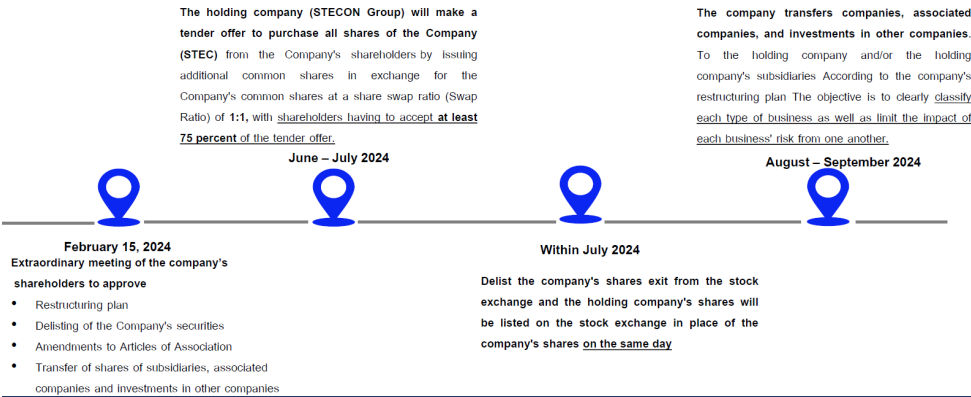 The holding company (STECON Group) will make a
tender offer to purchase all shares of the Company
(STEC) from the Company's shareholders by issuing
additional common shares in exchange for the
Company's common shares at a share swap ratio (Swap
Ratio) of 1:1, with shareholders having to accept at least
75 percent of the tender offer.
June – July 2024
The company transfers companies, associated
companies, and investments in other companies.
To the holding company and/or the holding
company's subsidiaries According to the company's
restructuring plan The objective is to clearly classify
each type of business as well as limit the impact of
each business' risk from one another.
August – September 2024
February 15, 2024
Extraordinary meeting of the company's
shareholders to approve
• Restructuring plan
• Delisting of the Company's securities
• Amendments to Articles of Association
• Transfer of shares of subsidiaries, associated
companies and investments in other companies
Within July 2024
Delist the company's shares exit from the stock
exchange and the holding company's shares will
be listed on the stock exchange in place of the
company's shares on the same day